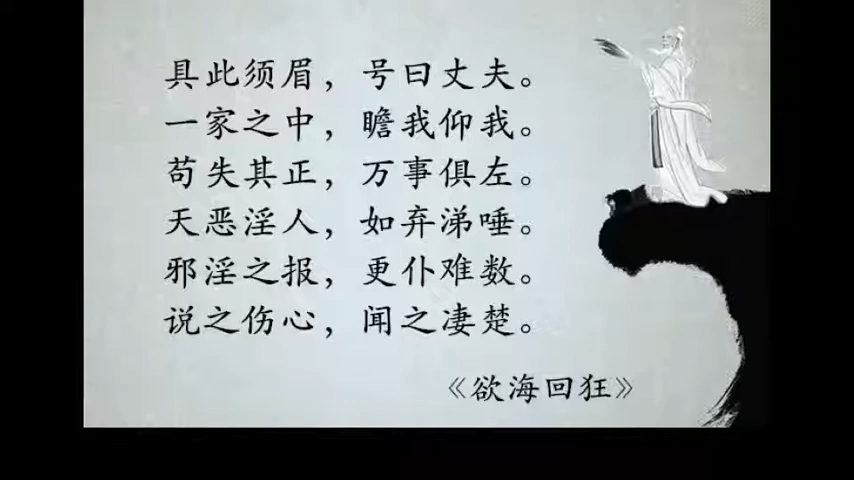 具此须眉，号曰丈夫。
一家之中，瞻我仰我。
苟失其正，万事俱左。
天恶淫人，如弃涕唾。
邪淫之报，更仆难数。
说之伤心，闻之凄楚。
《欲海回狂》